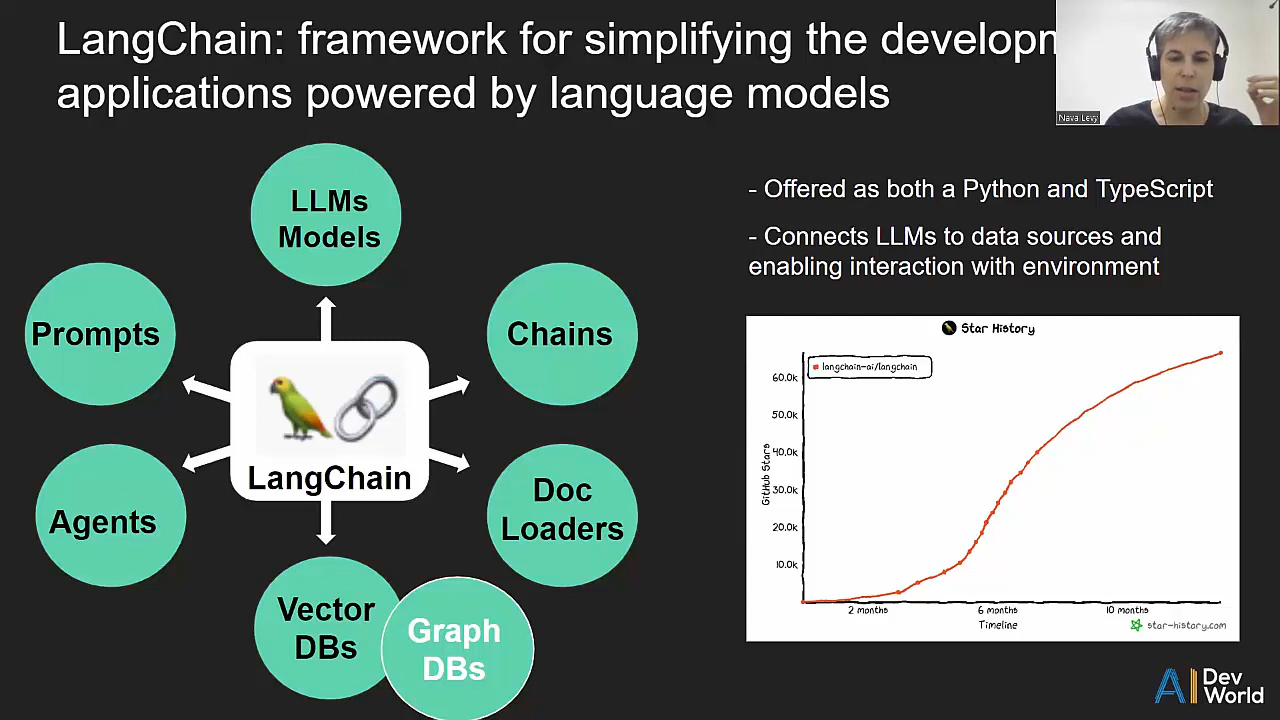 LangChain: framework for simplifying the developm
applications powered by language models
Nava Levy
LLMs
Models
Prompts
Chains
LangChain
Agents
Doc
Loaders
Vector
DBs
Graph
DBs
- Offered as both a Python and TypeScript
- Connects LLMs to data sources and
enabling interaction with environment
Star History
langchain-ai/langchain
60.0k
50.0k
40.0k
30.0k
20.0k
10.0k
GitHub Stars
2 months
6 months
10 months
Timeline
star-history.com
AI Dev
World